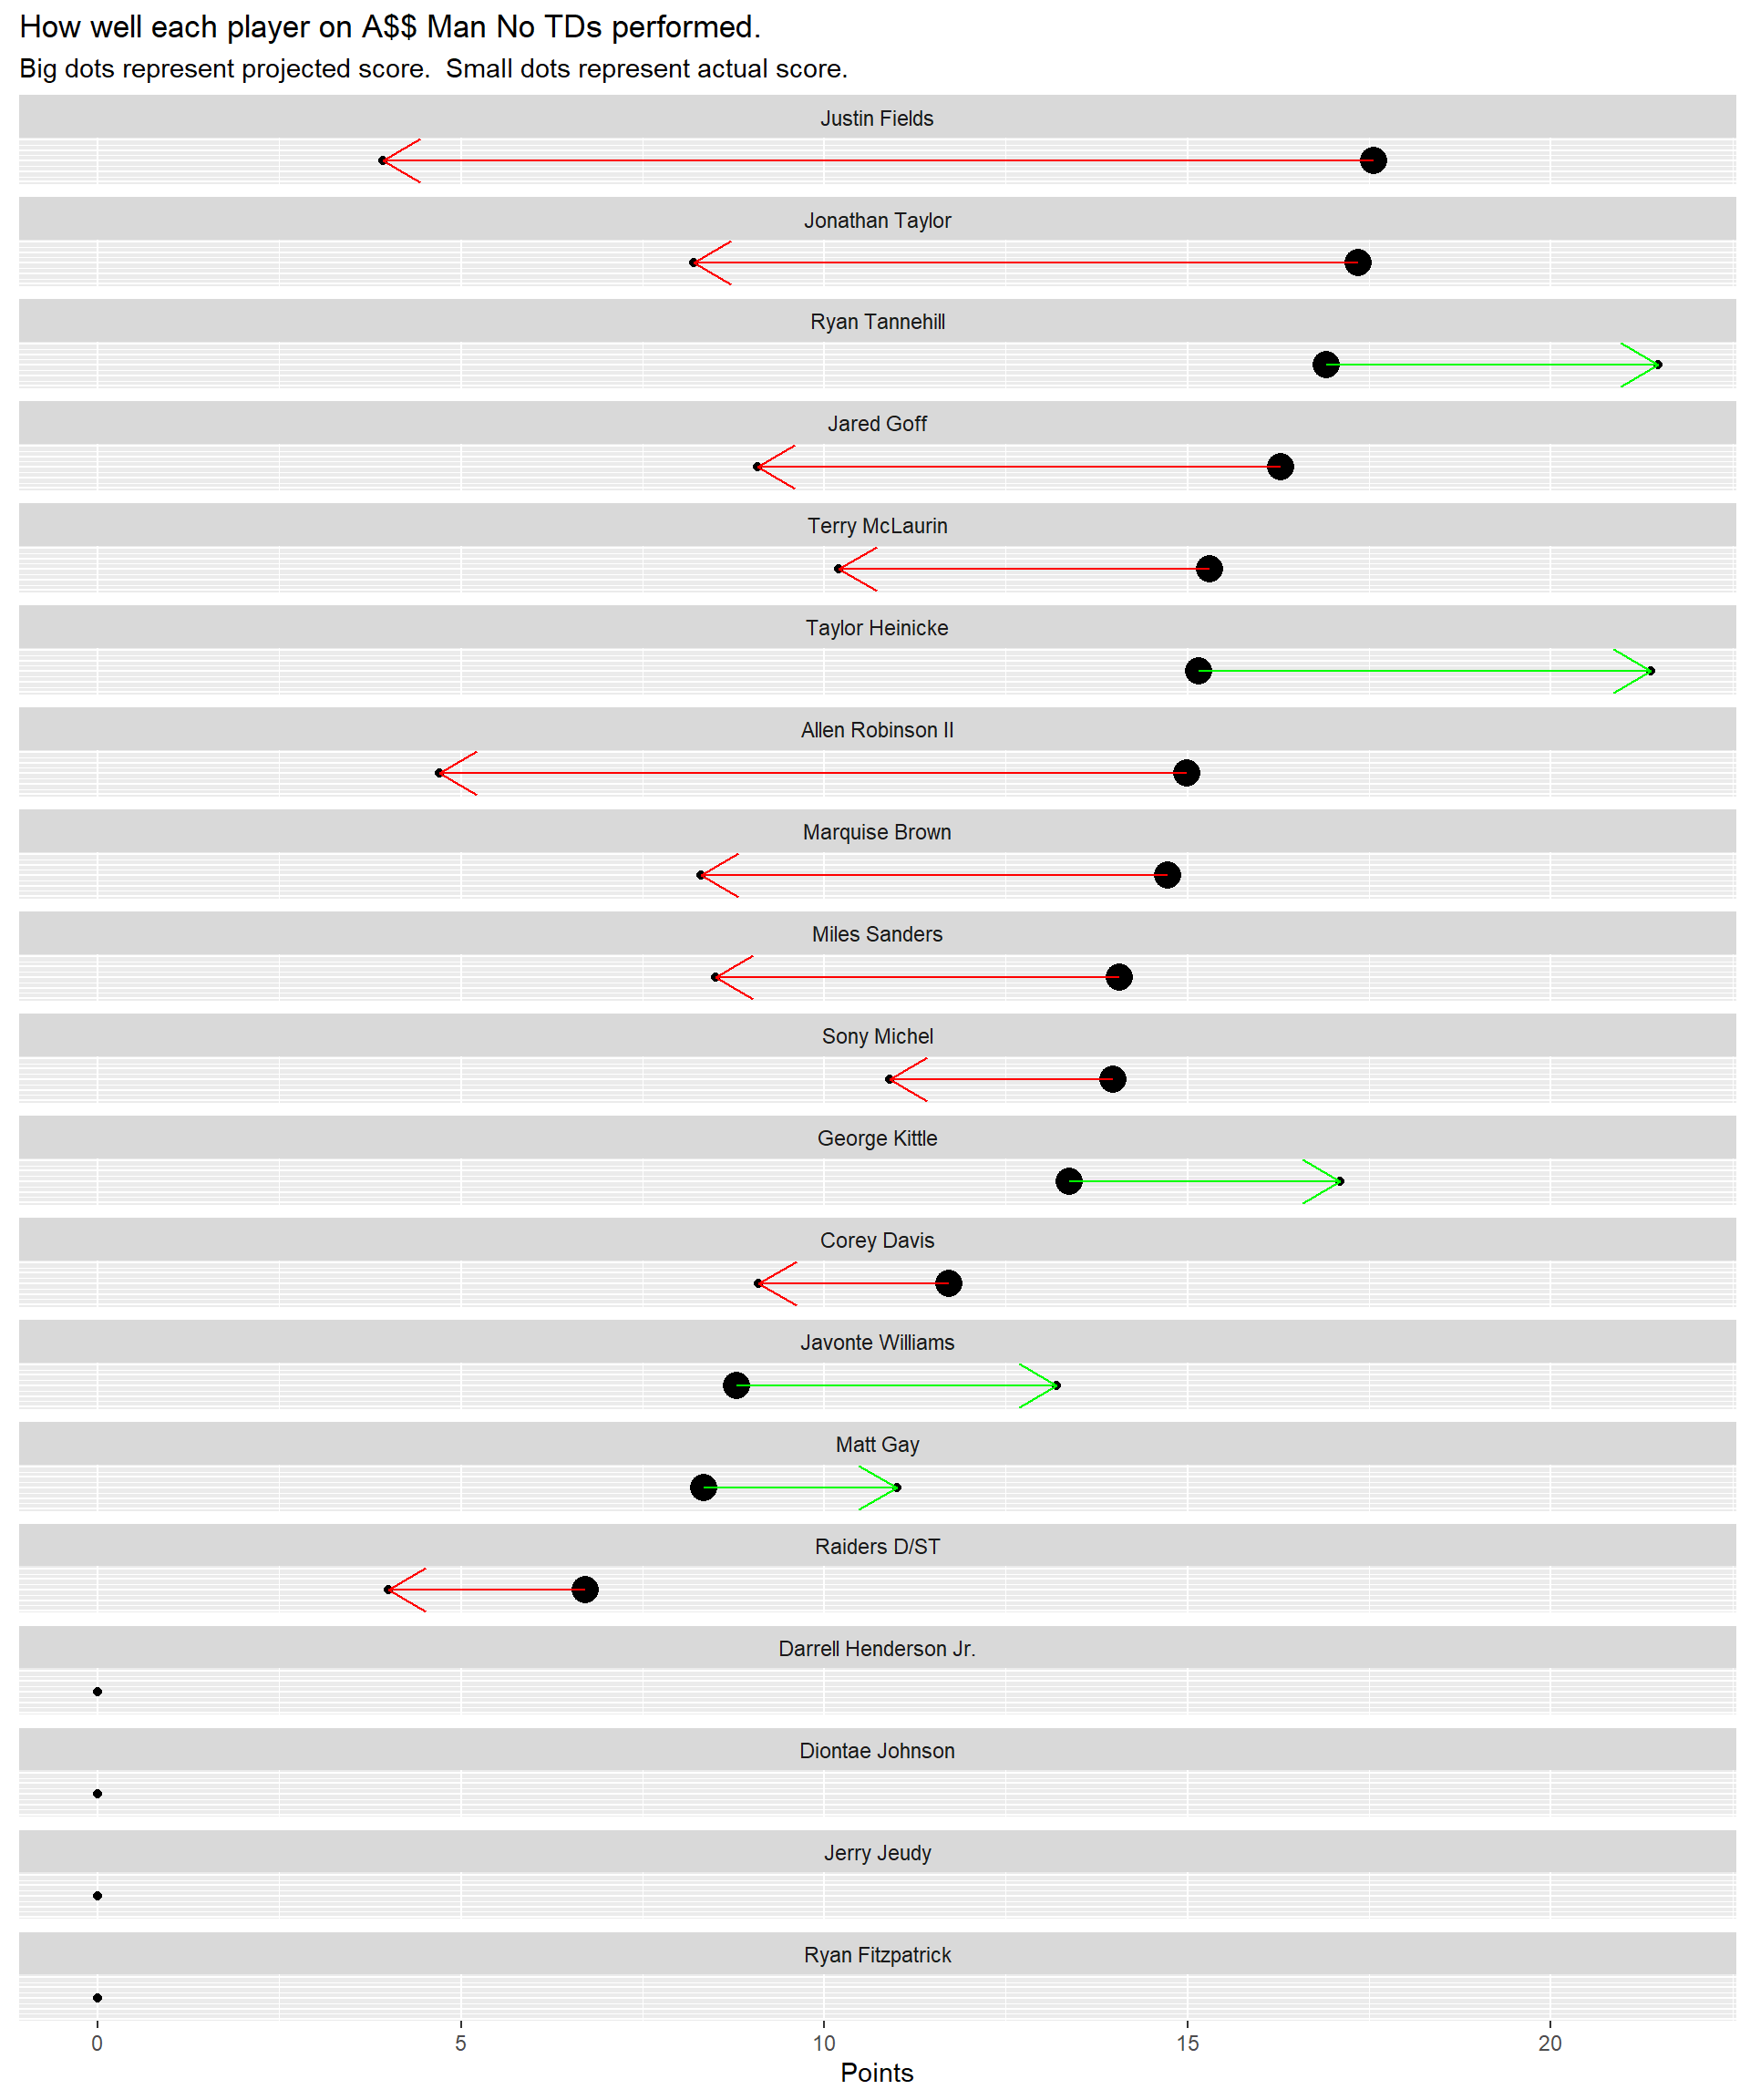 How well each player on A$$ Man No TDs performed.
Big dots represent projected score.  Small dots represent actual score.
Justin Fields
Jonathan Taylor
Ryan Tannehill
Jared Goff
Terry McLaurin
Taylor Heinicke
Allen Robinson II
Marquise Brown
Miles Sanders
Sony Michel
George Kittle
Corey Davis
Javonte Williams
Matt Gay
Raiders D/ST
Darrell Henderson Jr.
Diontae Johnson
Jerry Jeudy
Ryan Fitzpatrick
0 5 10 15 20
Points